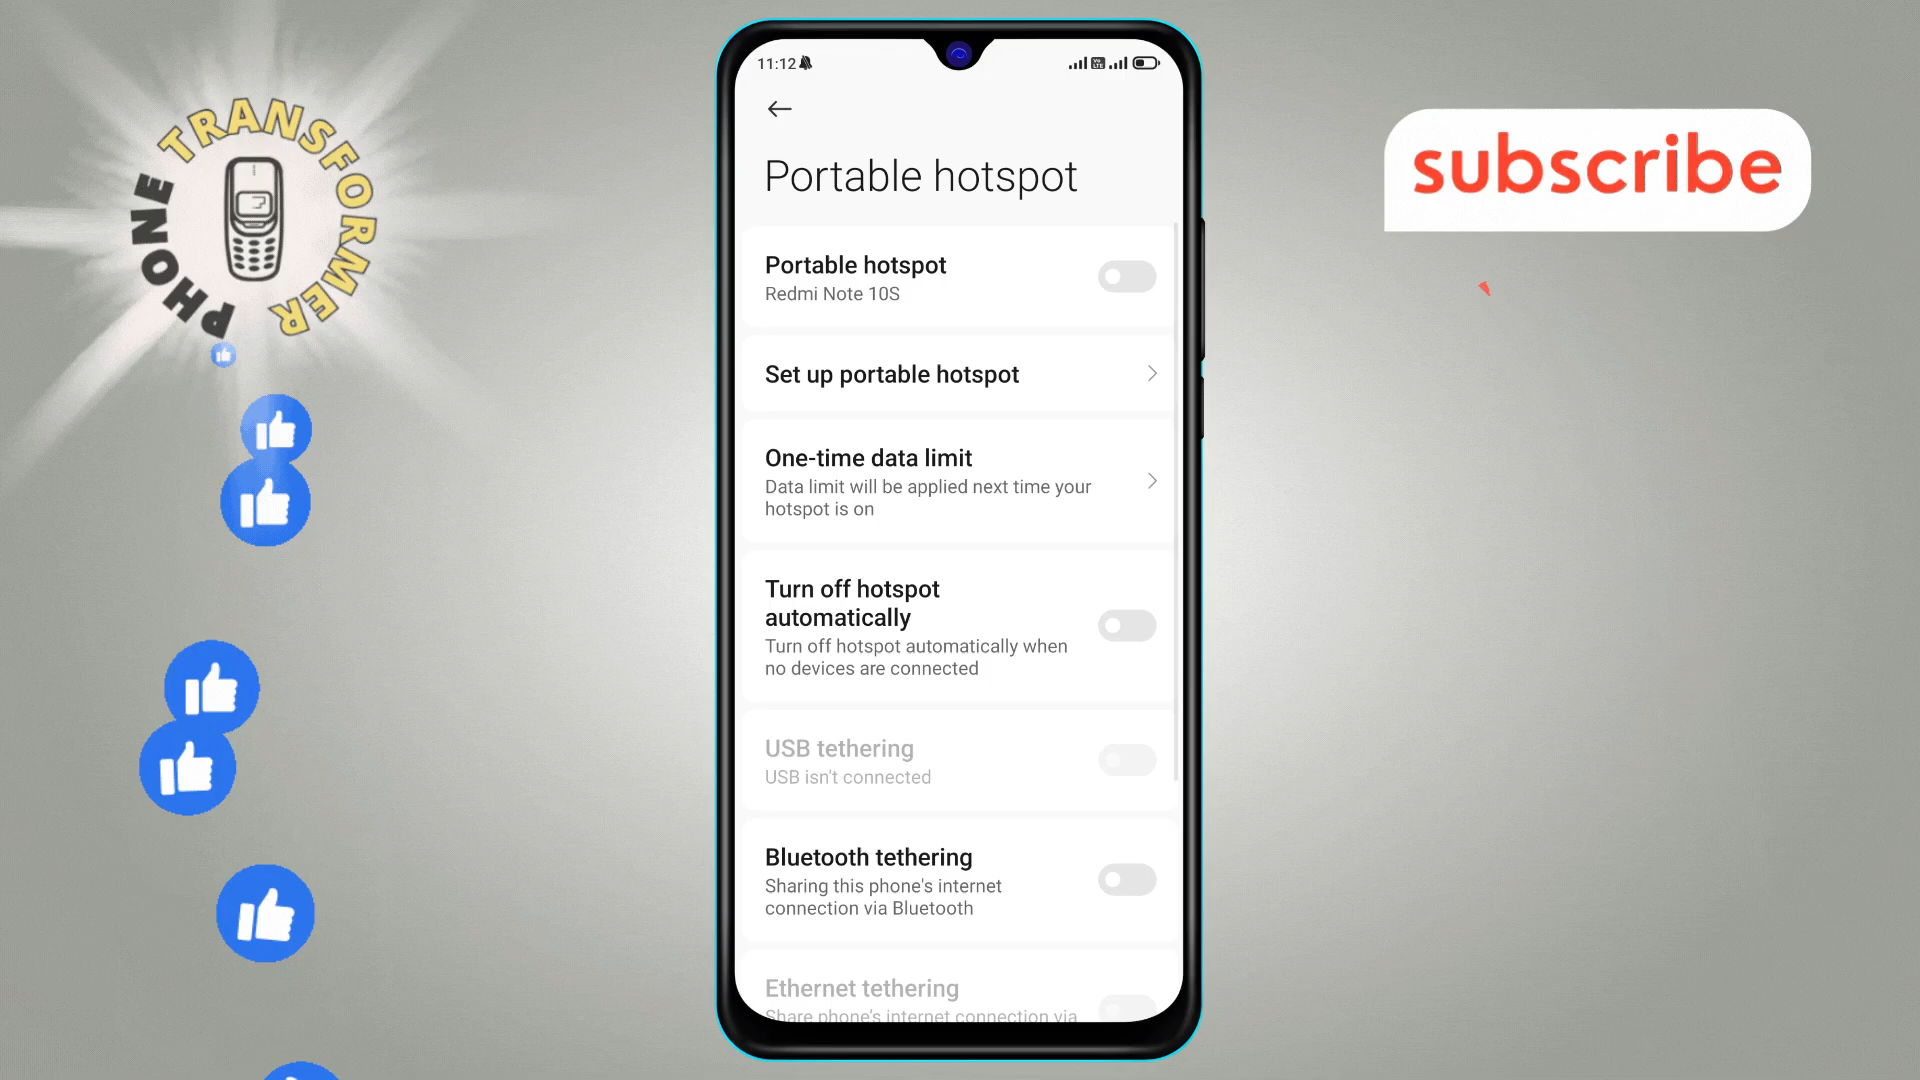 PHONE TRANSFORMER
11:12
Vo
LTE
Portable hotspot
Portable hotspot
Redmi Note 10S
Set up portable hotspot
One-time data limit
Data limit will be applied next time your
hotspot is on
Turn off hotspot
automatically
Turn off hotspot automatically when
no devices are connected
USB tethering
USB isn't connected
Bluetooth tethering
Sharing this phone's internet
connection via Bluetooth
Ethernet tethering
Share phone's internet connection via
subscribe